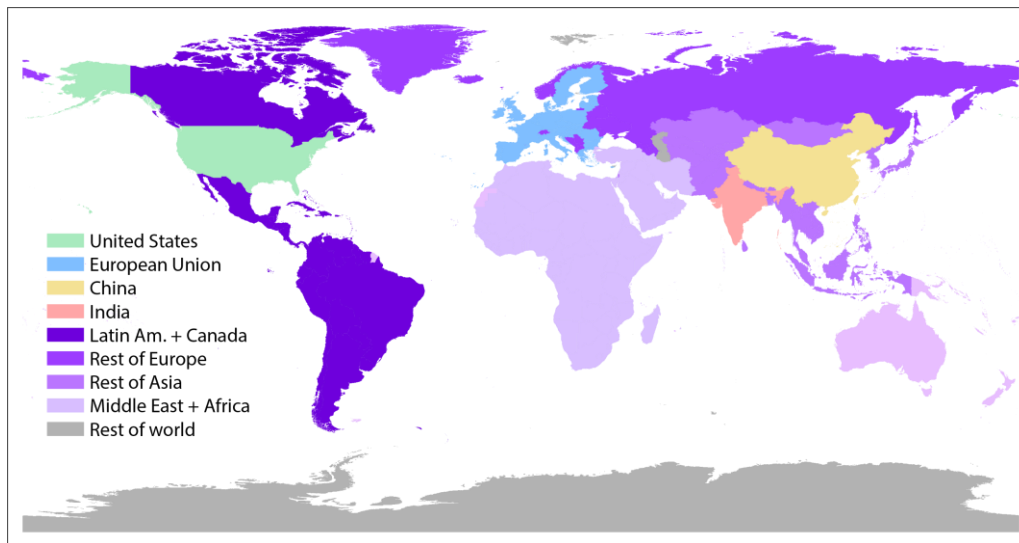 United States
European Union
China
India
Latin Am. + Canada
Rest of Europe
Rest of Asia
Middle East + Africa
Rest of world